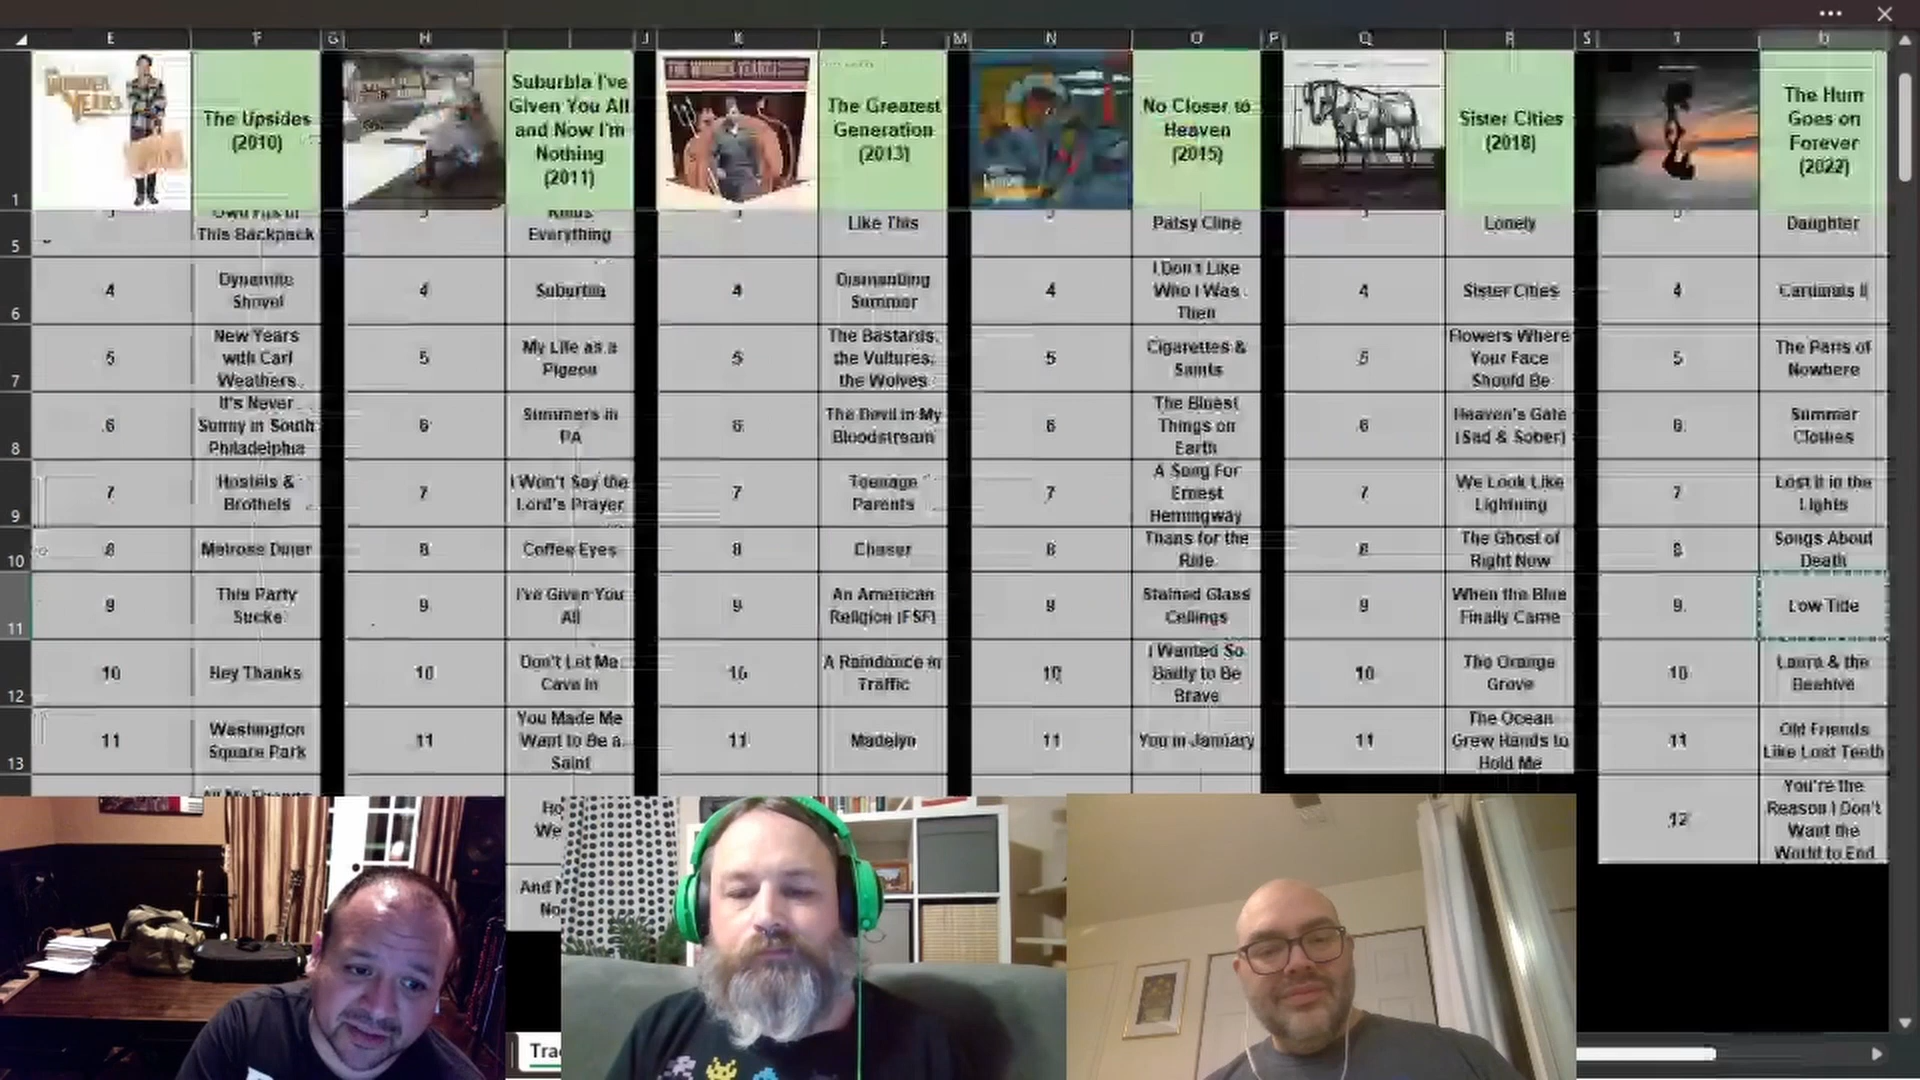 E F G H I J K L M N O P Q R S T U
1
The Upsides
(2010)
Suburbia I've
Given You All
and Now I'm
Nothing
(2011)
The Greatest
Generation
(2013)
No Closer to
Heaven
(2015)
Sister Cities
(2018)
The Hum
Goes on
Forever
(2022)
5
This Backpack
Everything
Like This
Patsy Cline
Lonely
Daughter
6
4
Dynamite
Shovel
4
Suburbia
4
Dismantling
Summer
4
I Don't Like
Who I Was
Then
4
Sister Cities
4
Cardinals II
7
5
New Years
with Carl
Weathers
5
My Life as a
Pigeon
5
The Bastards,
the Vultures,
the Wolves
5
Cigarettes &
Saints
5
Flowers Where
Your Face
Should Be
5
The Paris of
Nowhere
8
6
It's Never
Sunny in South
Philadelphia
6
Summers in
PA
6
The Devil in My
Bloodstream
6
The Bluest
Things on
Earth
6
Heaven's Gate
(Sad & Sober)
6
Summer
Clothes
9
7
Hostels &
Brothels
7
I Won't Say the
Lord's Prayer
7
Teenage
Parents
7
A Song For
Ernest
Hemingway
7
We Look Like
Lightning
7
Lost it in the
Lights
10
8
Melrose Diner
8
Coffee Eyes
8
Chaser
8
Thanks for the
Ride
8
The Ghost of
Right Now
8
Songs About
Death
11
9
This Party
Sucks
9
I've Given You
All
9
An American
Religion (FSF)
9
Stained Glass
Ceilings
9
When the Blue
Finally Came
9
Low Tide
12
10
Hey Thanks
10
Don't Let Me
Cave In
10
A Raindance in
Traffic
10
I Wanted So
Badly to Be
Brave
10
The Orange
Grove
10
Laura & the
Beehive
13
11
Washington
Square Park
11
You Made Me
Want to Be a
Saint
11
Madelyn
11
You in January
11
The Ocean
Grew Hands to
Hold Me
11
Old Friends
Like Lost Teeth
12
You're the
Reason I Don't
Want the
World to End